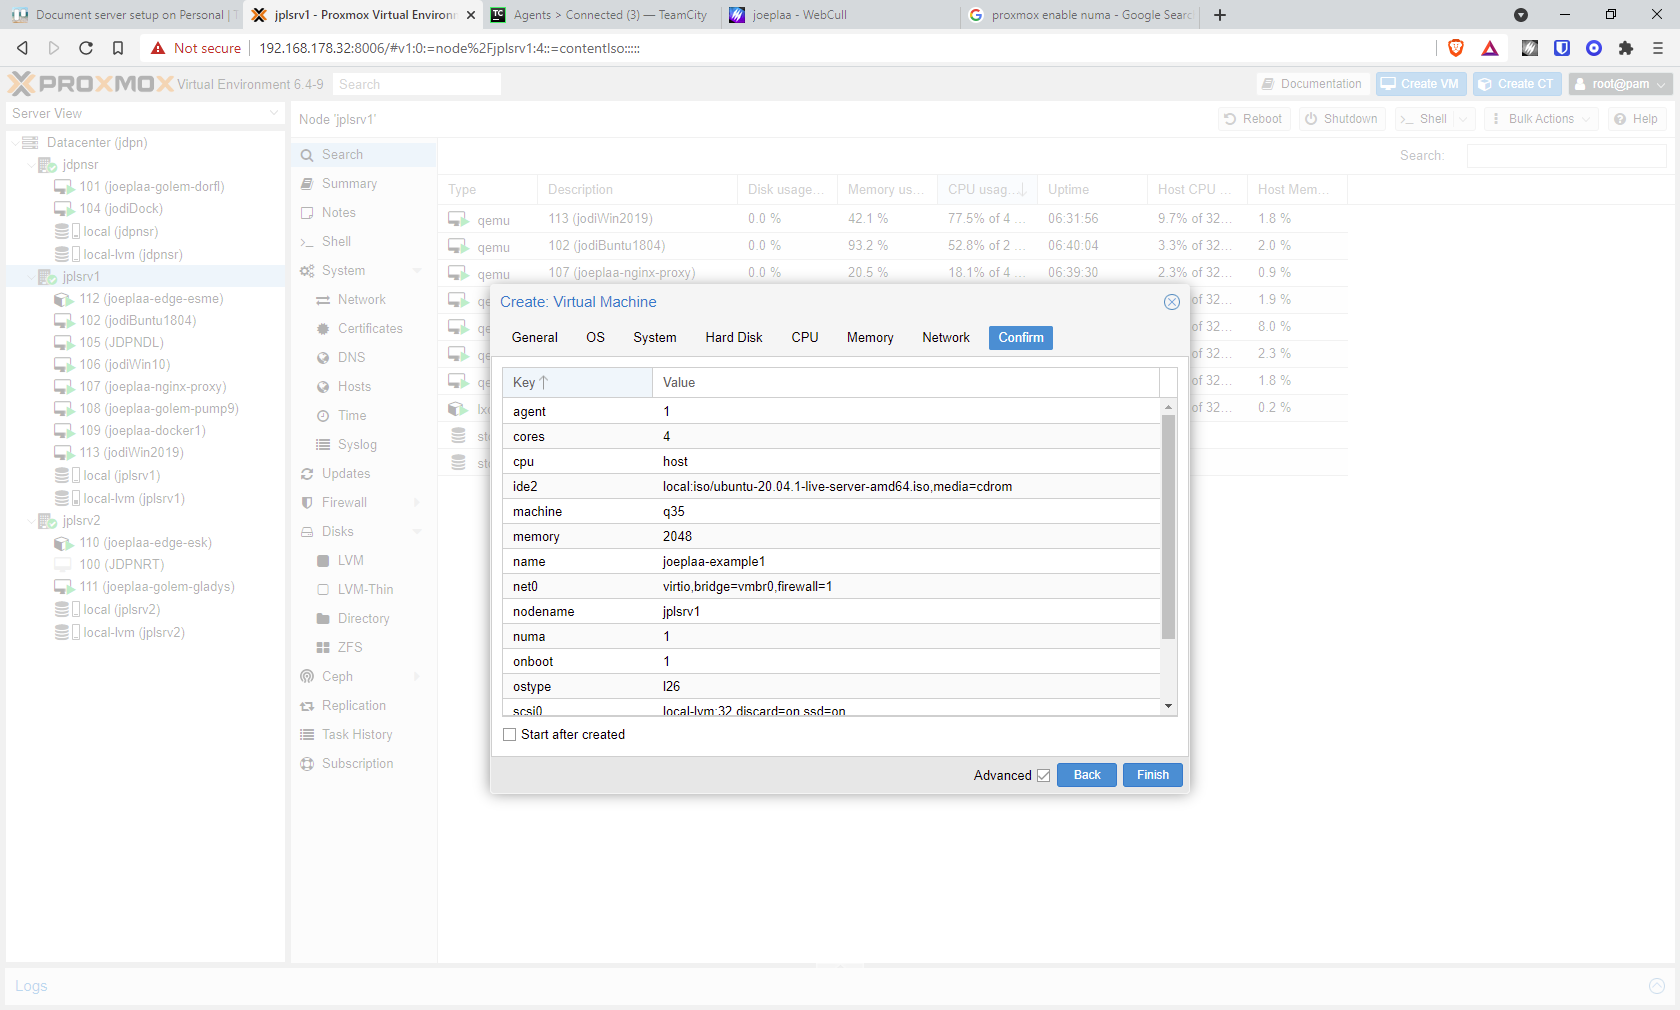 Document server setup on Personal | T
jplsrv1 - Proxmox Virtual Environm
Agents > Connected (3) — TeamCity
joeplaa - WebCull
proxmox enable numa - Google Searc
Not secure
192.168.178.32:8006/#v1:0:=node%2Fjplsrv1:4::=contentIso:::::
PROXMOX Virtual Environment 6.4-9
Search
Documentation
Create VM
Create CT
root@pam
Server View
Node 'jplsrv1'
Reboot
Shutdown
Shell
Bulk Actions
Help
Datacenter (jdpn)
jdpnsr
101 (joeplaa-golem-dorfl)
104 (jodiDock)
local (jdpnsr)
local-lvm (jdpnsr)
jplsrv1
112 (joeplaa-edge-esme)
102 (jodiBuntu1804)
105 (JDPNDL)
106 (jodiWin10)
107 (joeplaa-nginx-proxy)
108 (joeplaa-golem-pump9)
109 (joeplaa-docker1)
113 (jodiWin2019)
local (jplsrv1)
local-lvm (jplsrv1)
jplsrv2
110 (joeplaa-edge-esk)
100 (JDPNRT)
111 (joeplaa-golem-gladys)
local (jplsrv2)
local-lvm (jplsrv2)
Search
Summary
Notes
Shell
System
Network
Certificates
DNS
Hosts
Time
Syslog
Updates
Firewall
Disks
LVM
LVM-Thin
Directory
ZFS
Ceph
Replication
Task History
Subscription
Search:
Type Description Disk usage... Memory us... CPU usag... Uptime Host CPU ... Host Mem...
qemu 113 (jodiWin2019) 0.0 % 42.1 % 77.5% of 4 ... 06:31:56 9.7% of 32... 1.8 %
qemu 102 (jodiBuntu1804) 0.0 % 93.2 % 52.8% of 2 ... 06:40:04 3.3% of 32... 2.0 %
qemu 107 (joeplaa-nginx-proxy) 0.0 % 20.5 % 18.1% of 4 ... 06:39:30 2.3% of 32... 0.9 %
qe of 32... 1.9 %
qe of 32... 8.0 %
qe of 32... 2.3 %
qe of 32... 1.8 %
lxc of 32... 0.2 %
sto
sto
Create: Virtual Machine
General OS System Hard Disk CPU Memory Network Confirm
Key Value
agent 1
cores 4
cpu host
ide2 local:iso/ubuntu-20.04.1-live-server-amd64.iso,media=cdrom
machine q35
memory 2048
name joeplaa-example1
net0 virtio,bridge=vmbr0,firewall=1
nodename jplsrv1
numa 1
onboot 1
ostype l26
scsi0 local-lvm:32,discard=on,ssd=on
Start after created
Advanced
Back
Finish
Logs